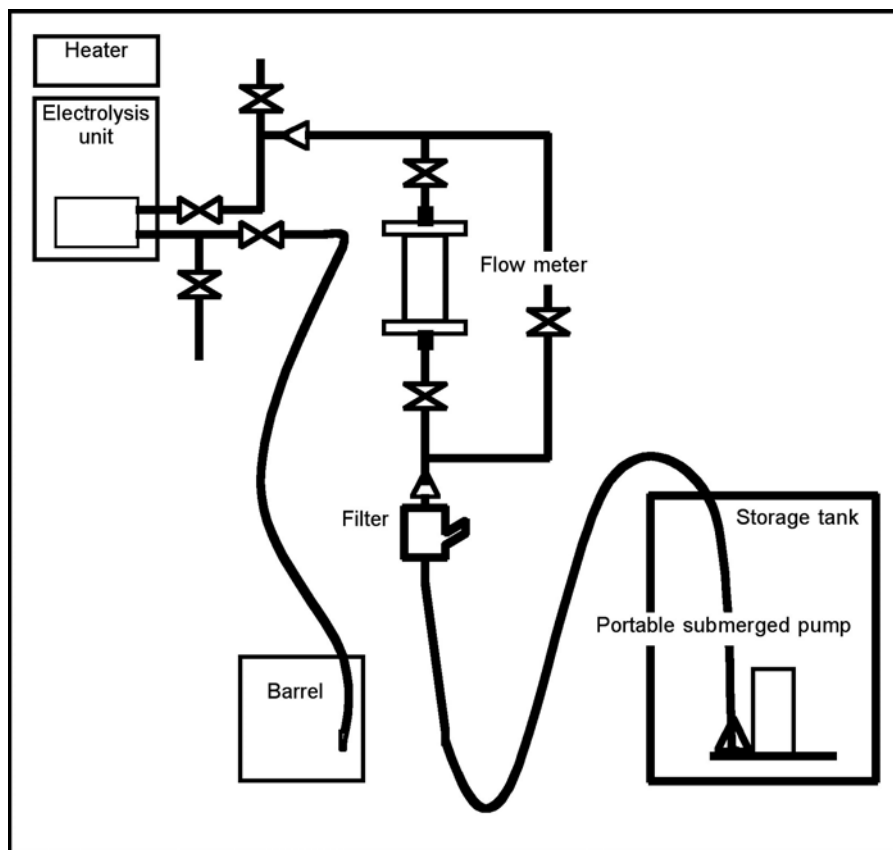 Heater
Electrolysis
unit
Flow meter
Filter
Storage tank
Portable submerged pump
Barrel